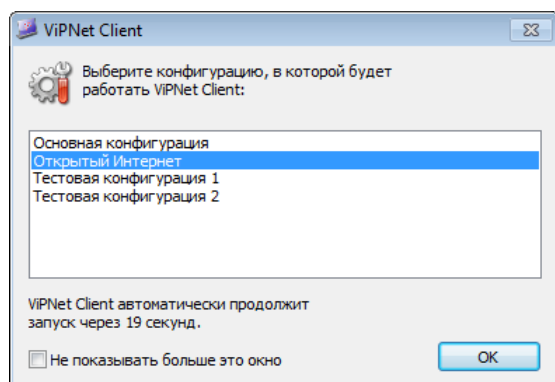 ViPNet Client
Выберите конфигурацию, в которой будет
работать ViPNet Client:
Основная конфигурация
Открытый Интернет
Тестовая конфигурация 1
Тестовая конфигурация 2
ViPNet Client автоматически продолжит
запуск через 19 секунд.
Не показывать больше это окно
OK